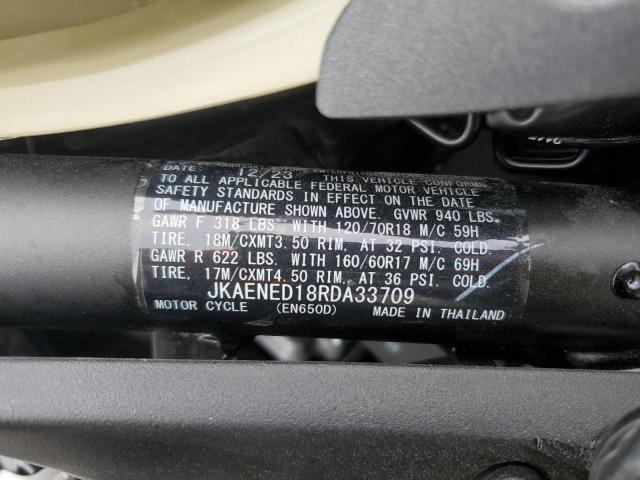 DATE: 12/23 THIS VEHICLE CONFORMS
TO ALL APPLICABLE FEDERAL MOTOR VEHICLE
SAFETY STANDARDS IN EFFECT ON THE DATE
OF MANUFACTURE SHOWN ABOVE. GVWR 940 LBS.
GAWR F 318 LBS. WITH 120/70R18 M/C 59H
TIRE, 18M/CXMT3.50 RIM, AT 32 PSI. COLD.
GAWR R 622 LBS. WITH 160/60R17 M/C 69H
TIRE, 17M/CXMT4.50 RIM, AT 36 PSI. COLD.
JKAENED18RDA33709
MOTOR CYCLE (EN650D) MADE IN THAILAND